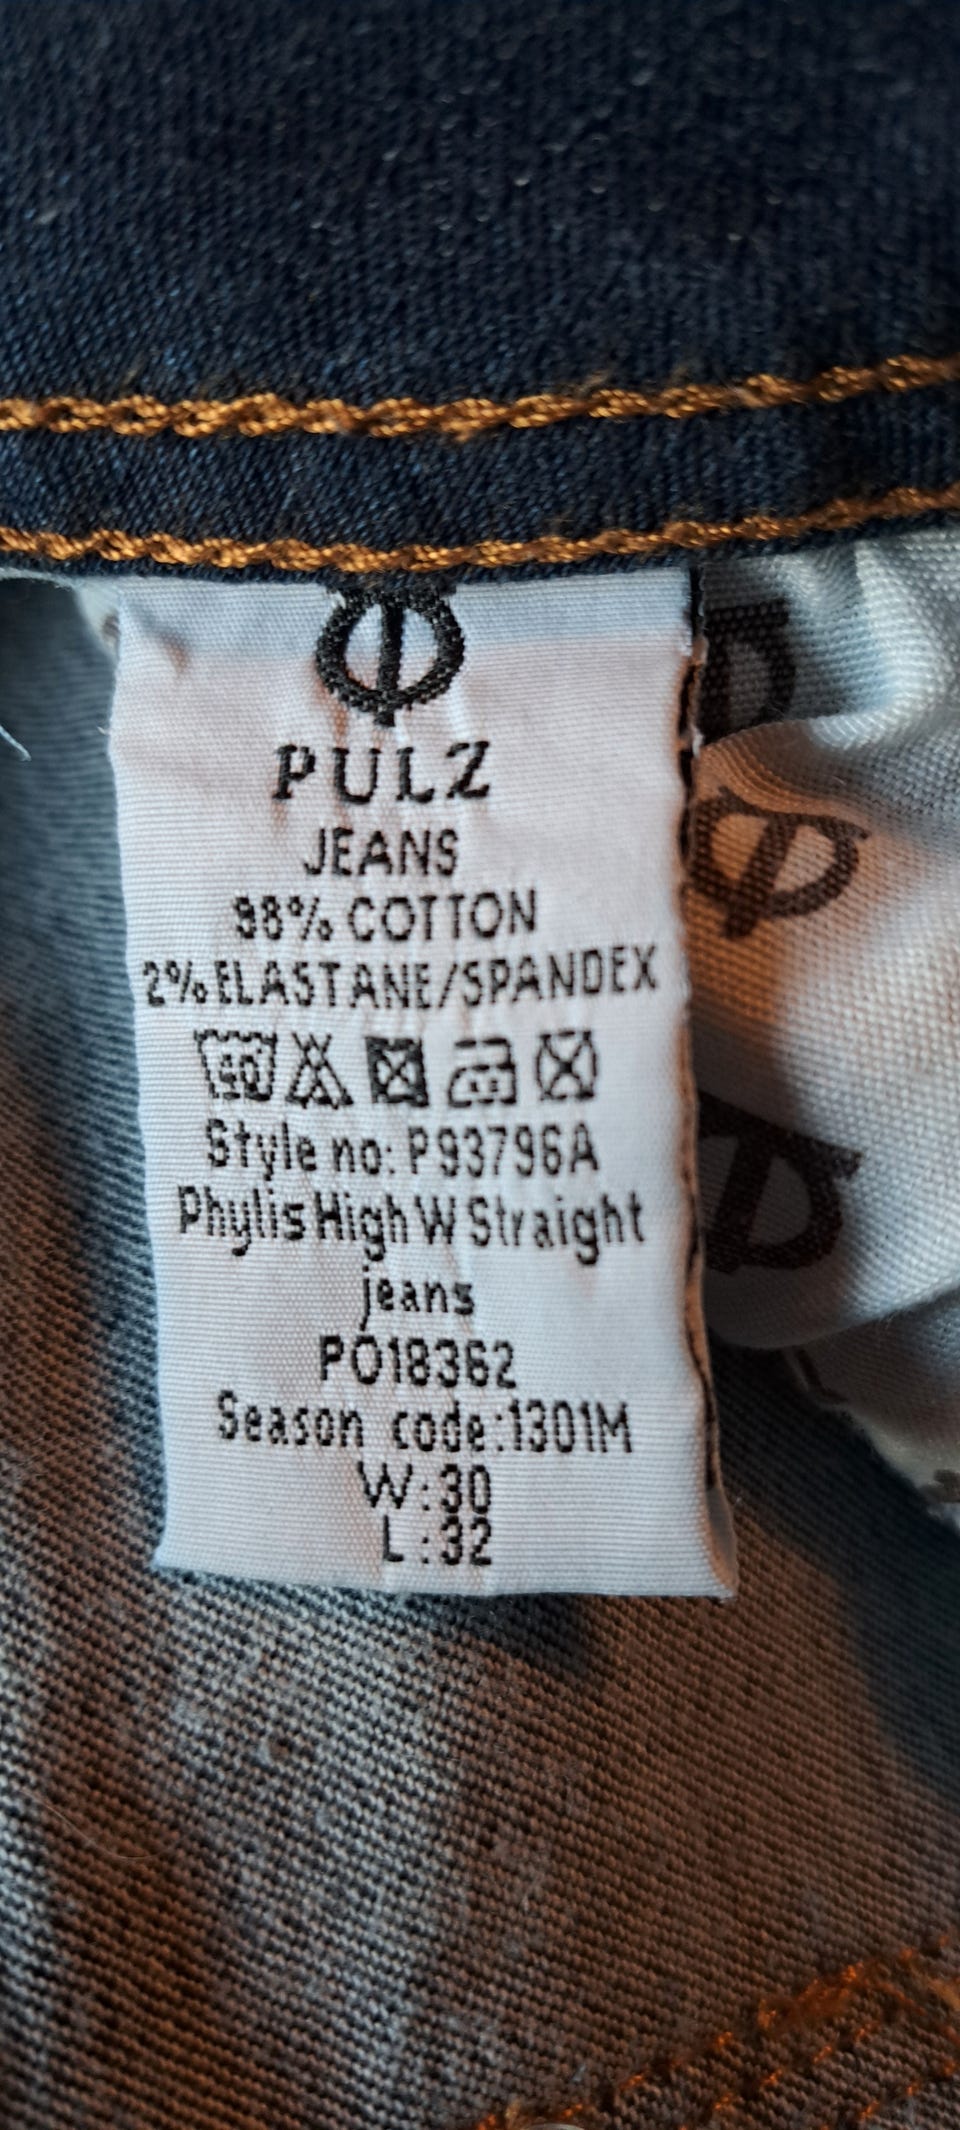 PULZ
JEANS
98% COTTON
2% ELASTANE/SPANDEX
40
Style no: P93796A
Phylis High W Straight
jeans
PO18362
Season code:1301M
W:30
L:32